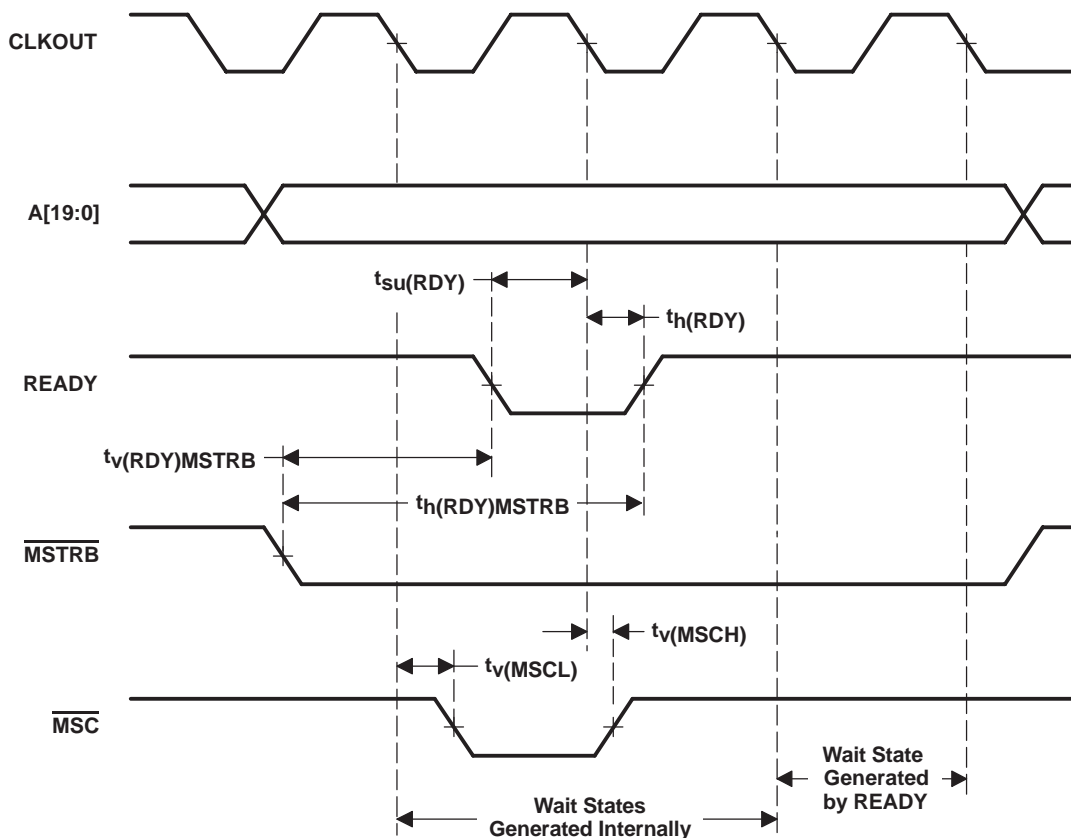 CLKOUT
A[19:0]
tsu(RDY)
th(RDY)
READY
tv(RDY)MSTRB
th(RDY)MSTRB
MSTRB
tv(MSCH)
tv(MSCL)
MSC
Wait State
Generated
by READY
Wait States
Generated Internally